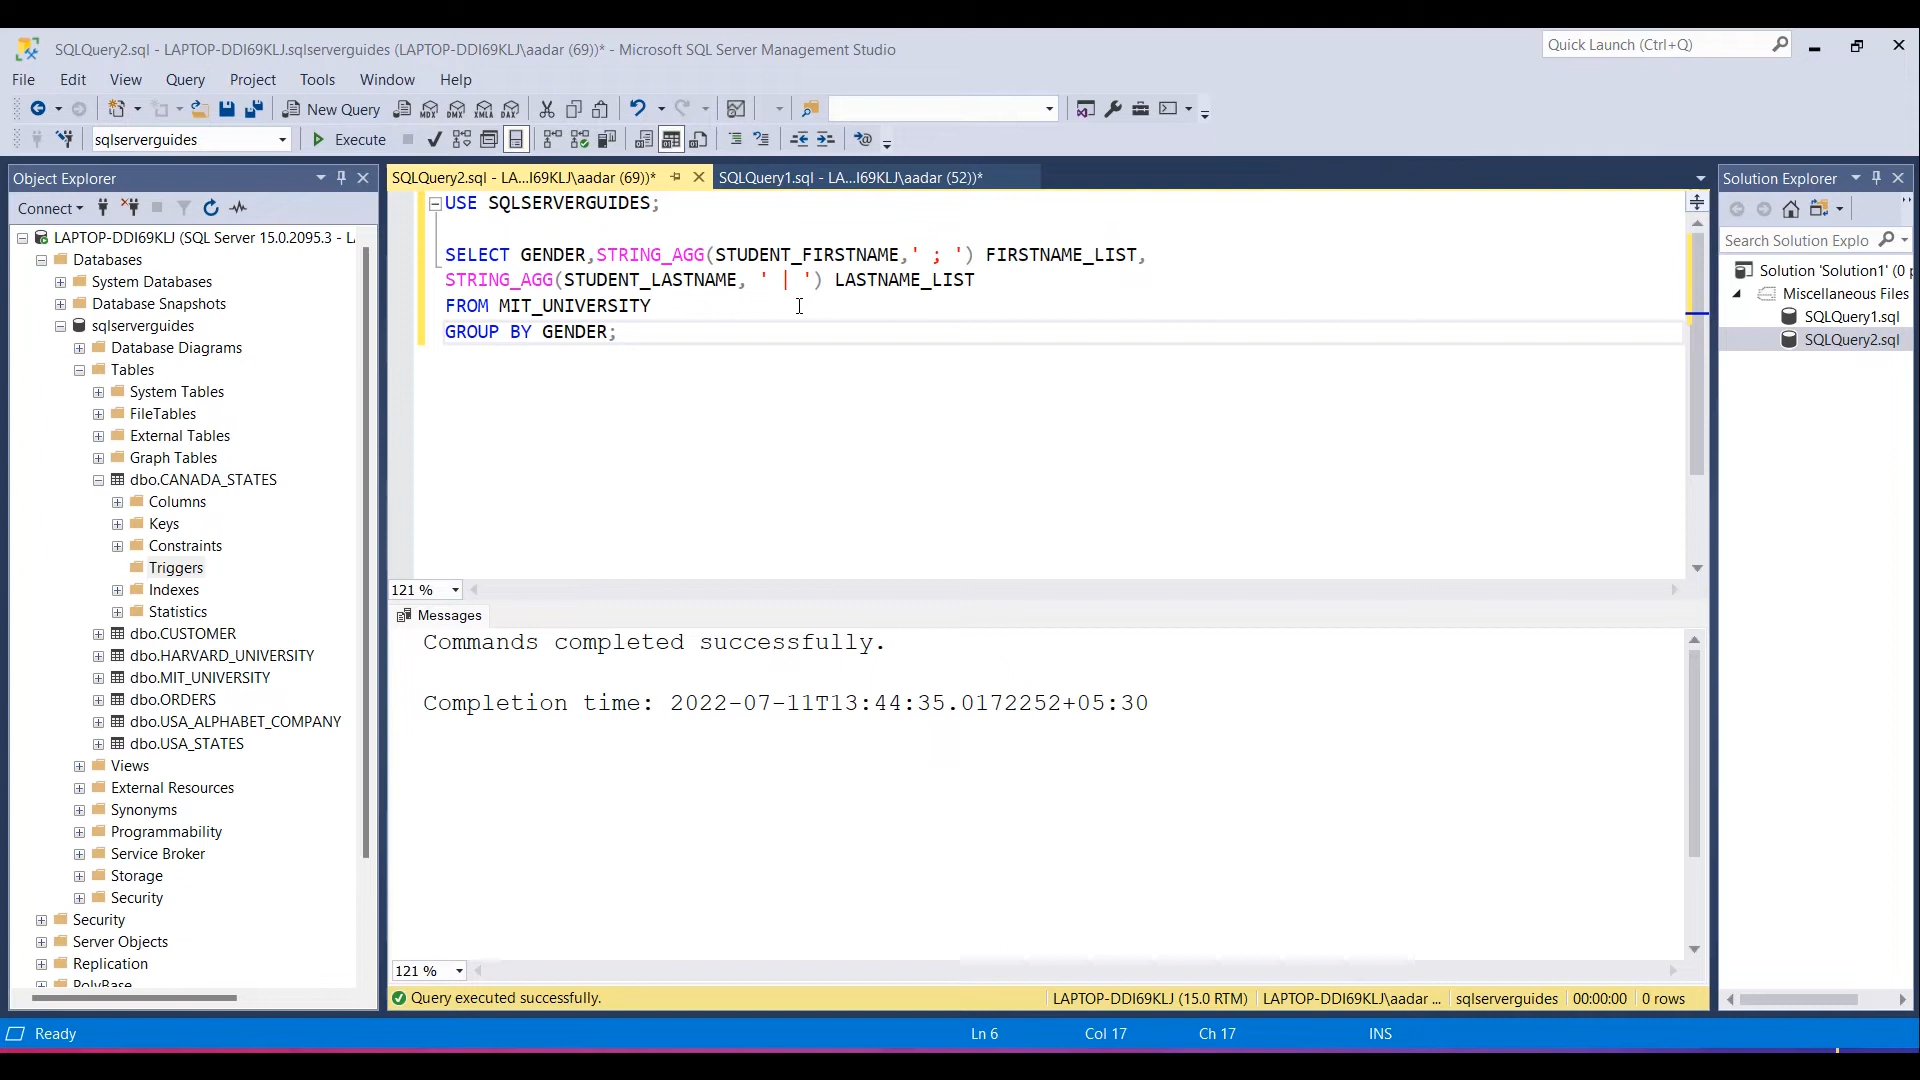 SQLQuery2.sql - LAPTOP-DDI69KLJ.sqlserverguides (LAPTOP-DDI69KLJ\aadar (69))* - Microsoft SQL Server Management Studio
Quick Launch (Ctrl+Q)
File Edit View Query Project Tools Window Help
New Query
MDX DMX XMLA DAX
sqlserverguides
Execute
Object Explorer
SQLQuery2.sql - LA...I69KLJ\aadar (69))*
SQLQuery1.sql - LA...I69KLJ\aadar (52))*
Solution Explorer
Connect
USE SQLSERVERGUIDES;
SELECT GENDER,STRING_AGG(STUDENT_FIRSTNAME,' ; ') FIRSTNAME_LIST,
STRING_AGG(STUDENT_LASTNAME, ' | ') LASTNAME_LIST
FROM MIT_UNIVERSITY
GROUP BY GENDER;
LAPTOP-DDI69KLJ (SQL Server 15.0.2095.3 - L
Databases
System Databases
Database Snapshots
sqlserverguides
Database Diagrams
Tables
System Tables
FileTables
External Tables
Graph Tables
dbo.CANADA_STATES
Columns
Keys
Constraints
Triggers
Indexes
Statistics
dbo.CUSTOMER
dbo.HARVARD_UNIVERSITY
dbo.MIT_UNIVERSITY
dbo.ORDERS
dbo.USA_ALPHABET_COMPANY
dbo.USA_STATES
Views
External Resources
Synonyms
Programmability
Service Broker
Storage
Security
Security
Server Objects
Replication
PolyBase
Search Solution Explo
Solution 'Solution1' (0 p
Miscellaneous Files
SQLQuery1.sql
SQLQuery2.sql
121 %
Messages
Commands completed successfully.
Completion time: 2022-07-11T13:44:35.0172252+05:30
121 %
Query executed successfully.
LAPTOP-DDI69KLJ (15.0 RTM) LAPTOP-DDI69KLJ\aadar ... sqlserverguides 00:00:00 0 rows
Ready
Ln 6 Col 17 Ch 17 INS